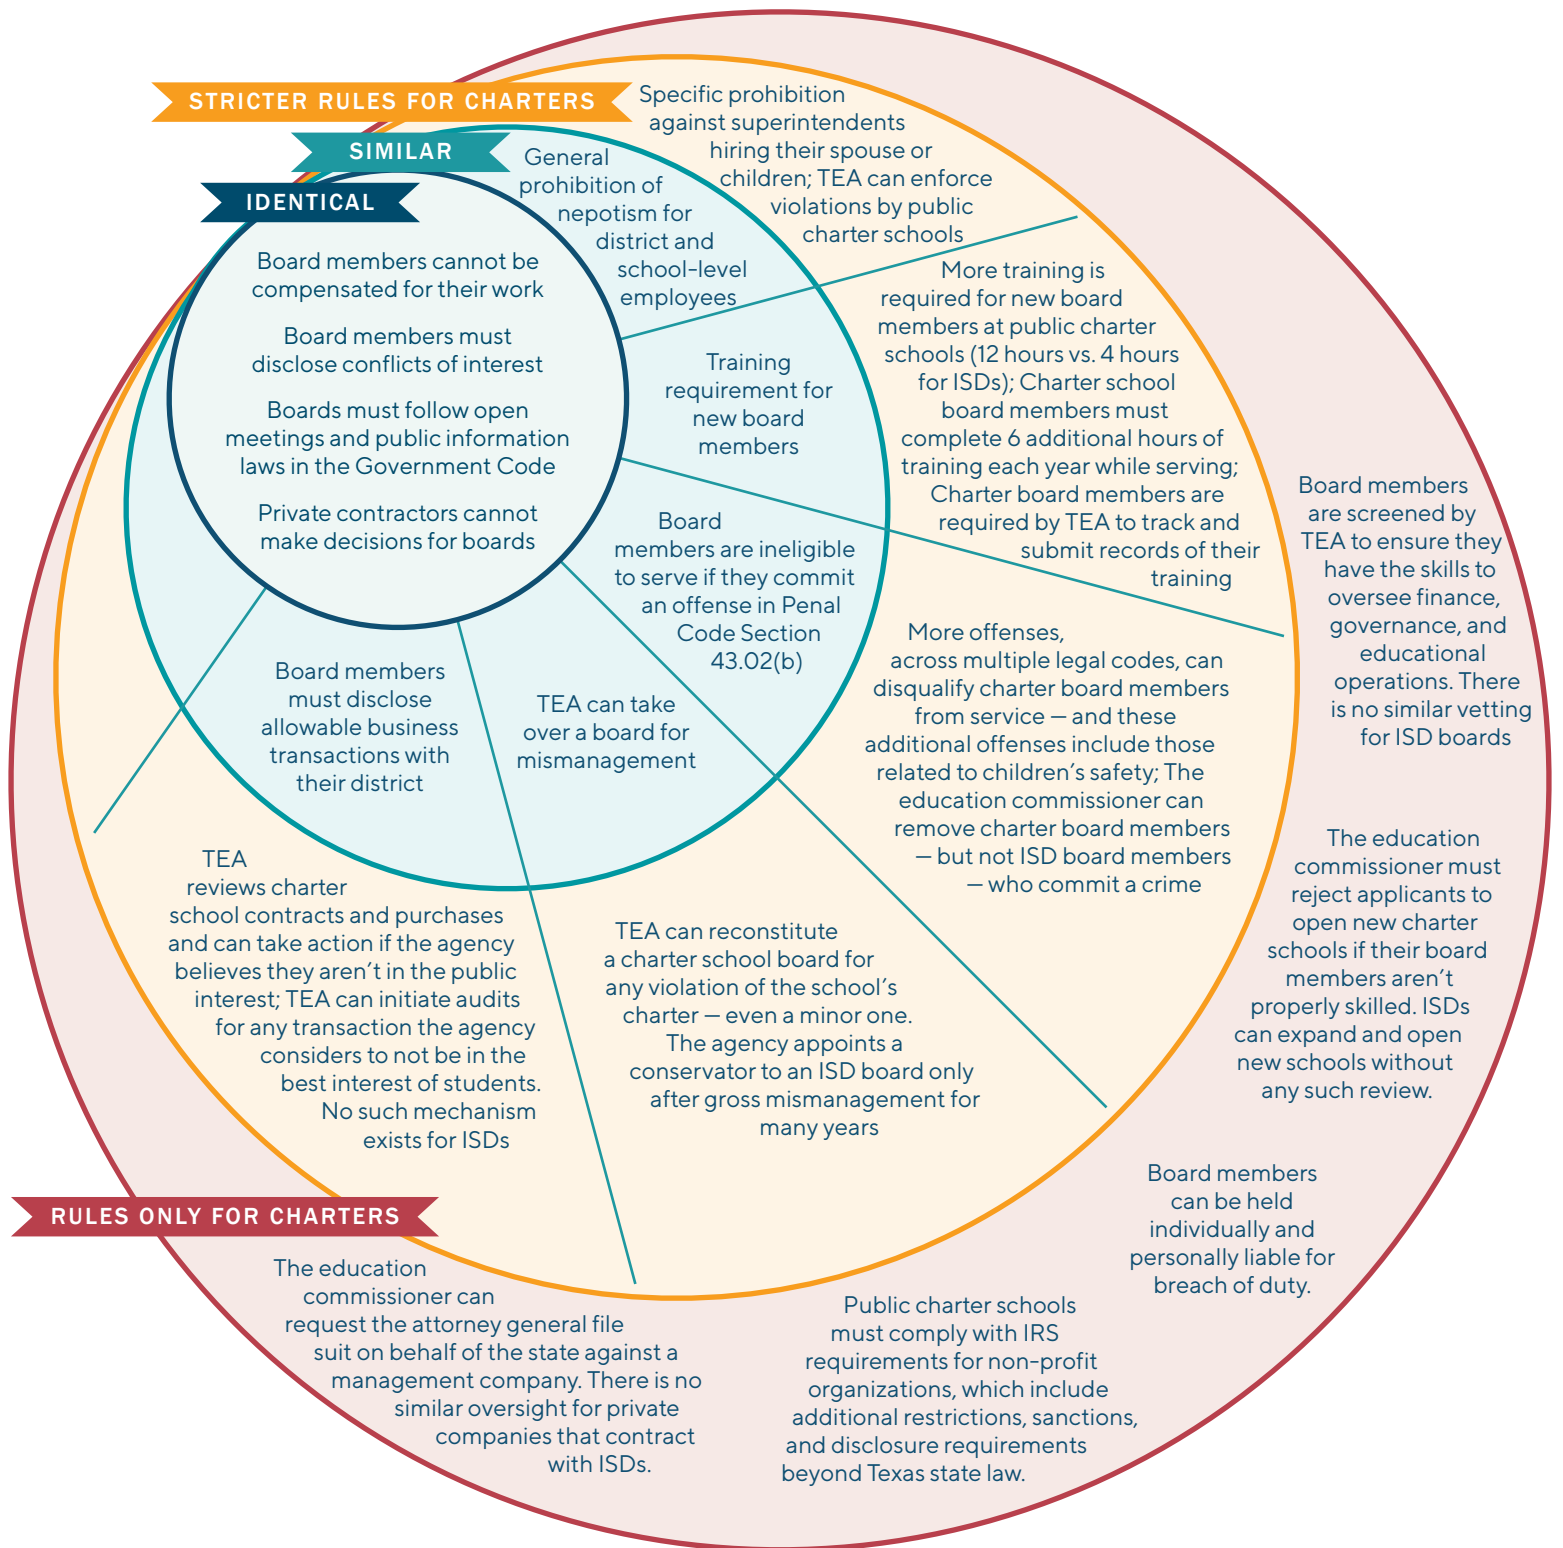 STRICTER RULES FOR CHARTERS
SIMILAR
IDENTICAL
Board members cannot be
compensated for their work
Board members must
disclose conflicts of interest
Boards must follow open
meetings and public information
laws in the Government Code
Private contractors cannot
make decisions for boards
General
prohibition of
nepotism for
district and
school-level
employees
Specific prohibition
against superintendents
hiring their spouse or
children; TEA can enforce
violations by public
charter schools
Training
requirement for
new board
members
More training is
required for new board
members at public charter
schools (12 hours vs. 4 hours
for ISDs); Charter school
board members must
complete 6 additional hours of
training each year while serving;
Charter board members are
required by TEA to track and
submit records of their
training
Board
members are ineligible
to serve if they commit
an offense in Penal
Code Section
43.02(b)
More offenses,
across multiple legal codes, can
disqualify charter board members
from service — and these
additional offenses include those
related to children's safety; The
education commissioner can
remove charter board members
— but not ISD board members
— who commit a crime
TEA can take
over a board for
mismanagement
TEA can reconstitute
a charter school board for
any violation of the school's
charter — even a minor one.
The agency appoints a
conservator to an ISD board only
after gross mismanagement for
many years
Board members
must disclose
allowable business
transactions with
their district
TEA
reviews charter
school contracts and purchases
and can take action if the agency
believes they aren't in the public
interest; TEA can initiate audits
for any transaction the agency
considers to not be in the
best interest of students.
No such mechanism
exists for ISDs
RULES ONLY FOR CHARTERS
Board members
are screened by
TEA to ensure they
have the skills to
oversee finance,
governance, and
educational
operations. There
is no similar vetting
for ISD boards
The education
commissioner must
reject applicants to
open new charter
schools if their board
members aren't
properly skilled. ISDs
can expand and open
new schools without
any such review.
Board members
can be held
individually and
personally liable for
breach of duty.
Public charter schools
must comply with IRS
requirements for non-profit
organizations, which include
additional restrictions, sanctions,
and disclosure requirements
beyond Texas state law.
The education
commissioner can
request the attorney general file
suit on behalf of the state against a
management company. There is no
similar oversight for private
companies that contract
with ISDs.